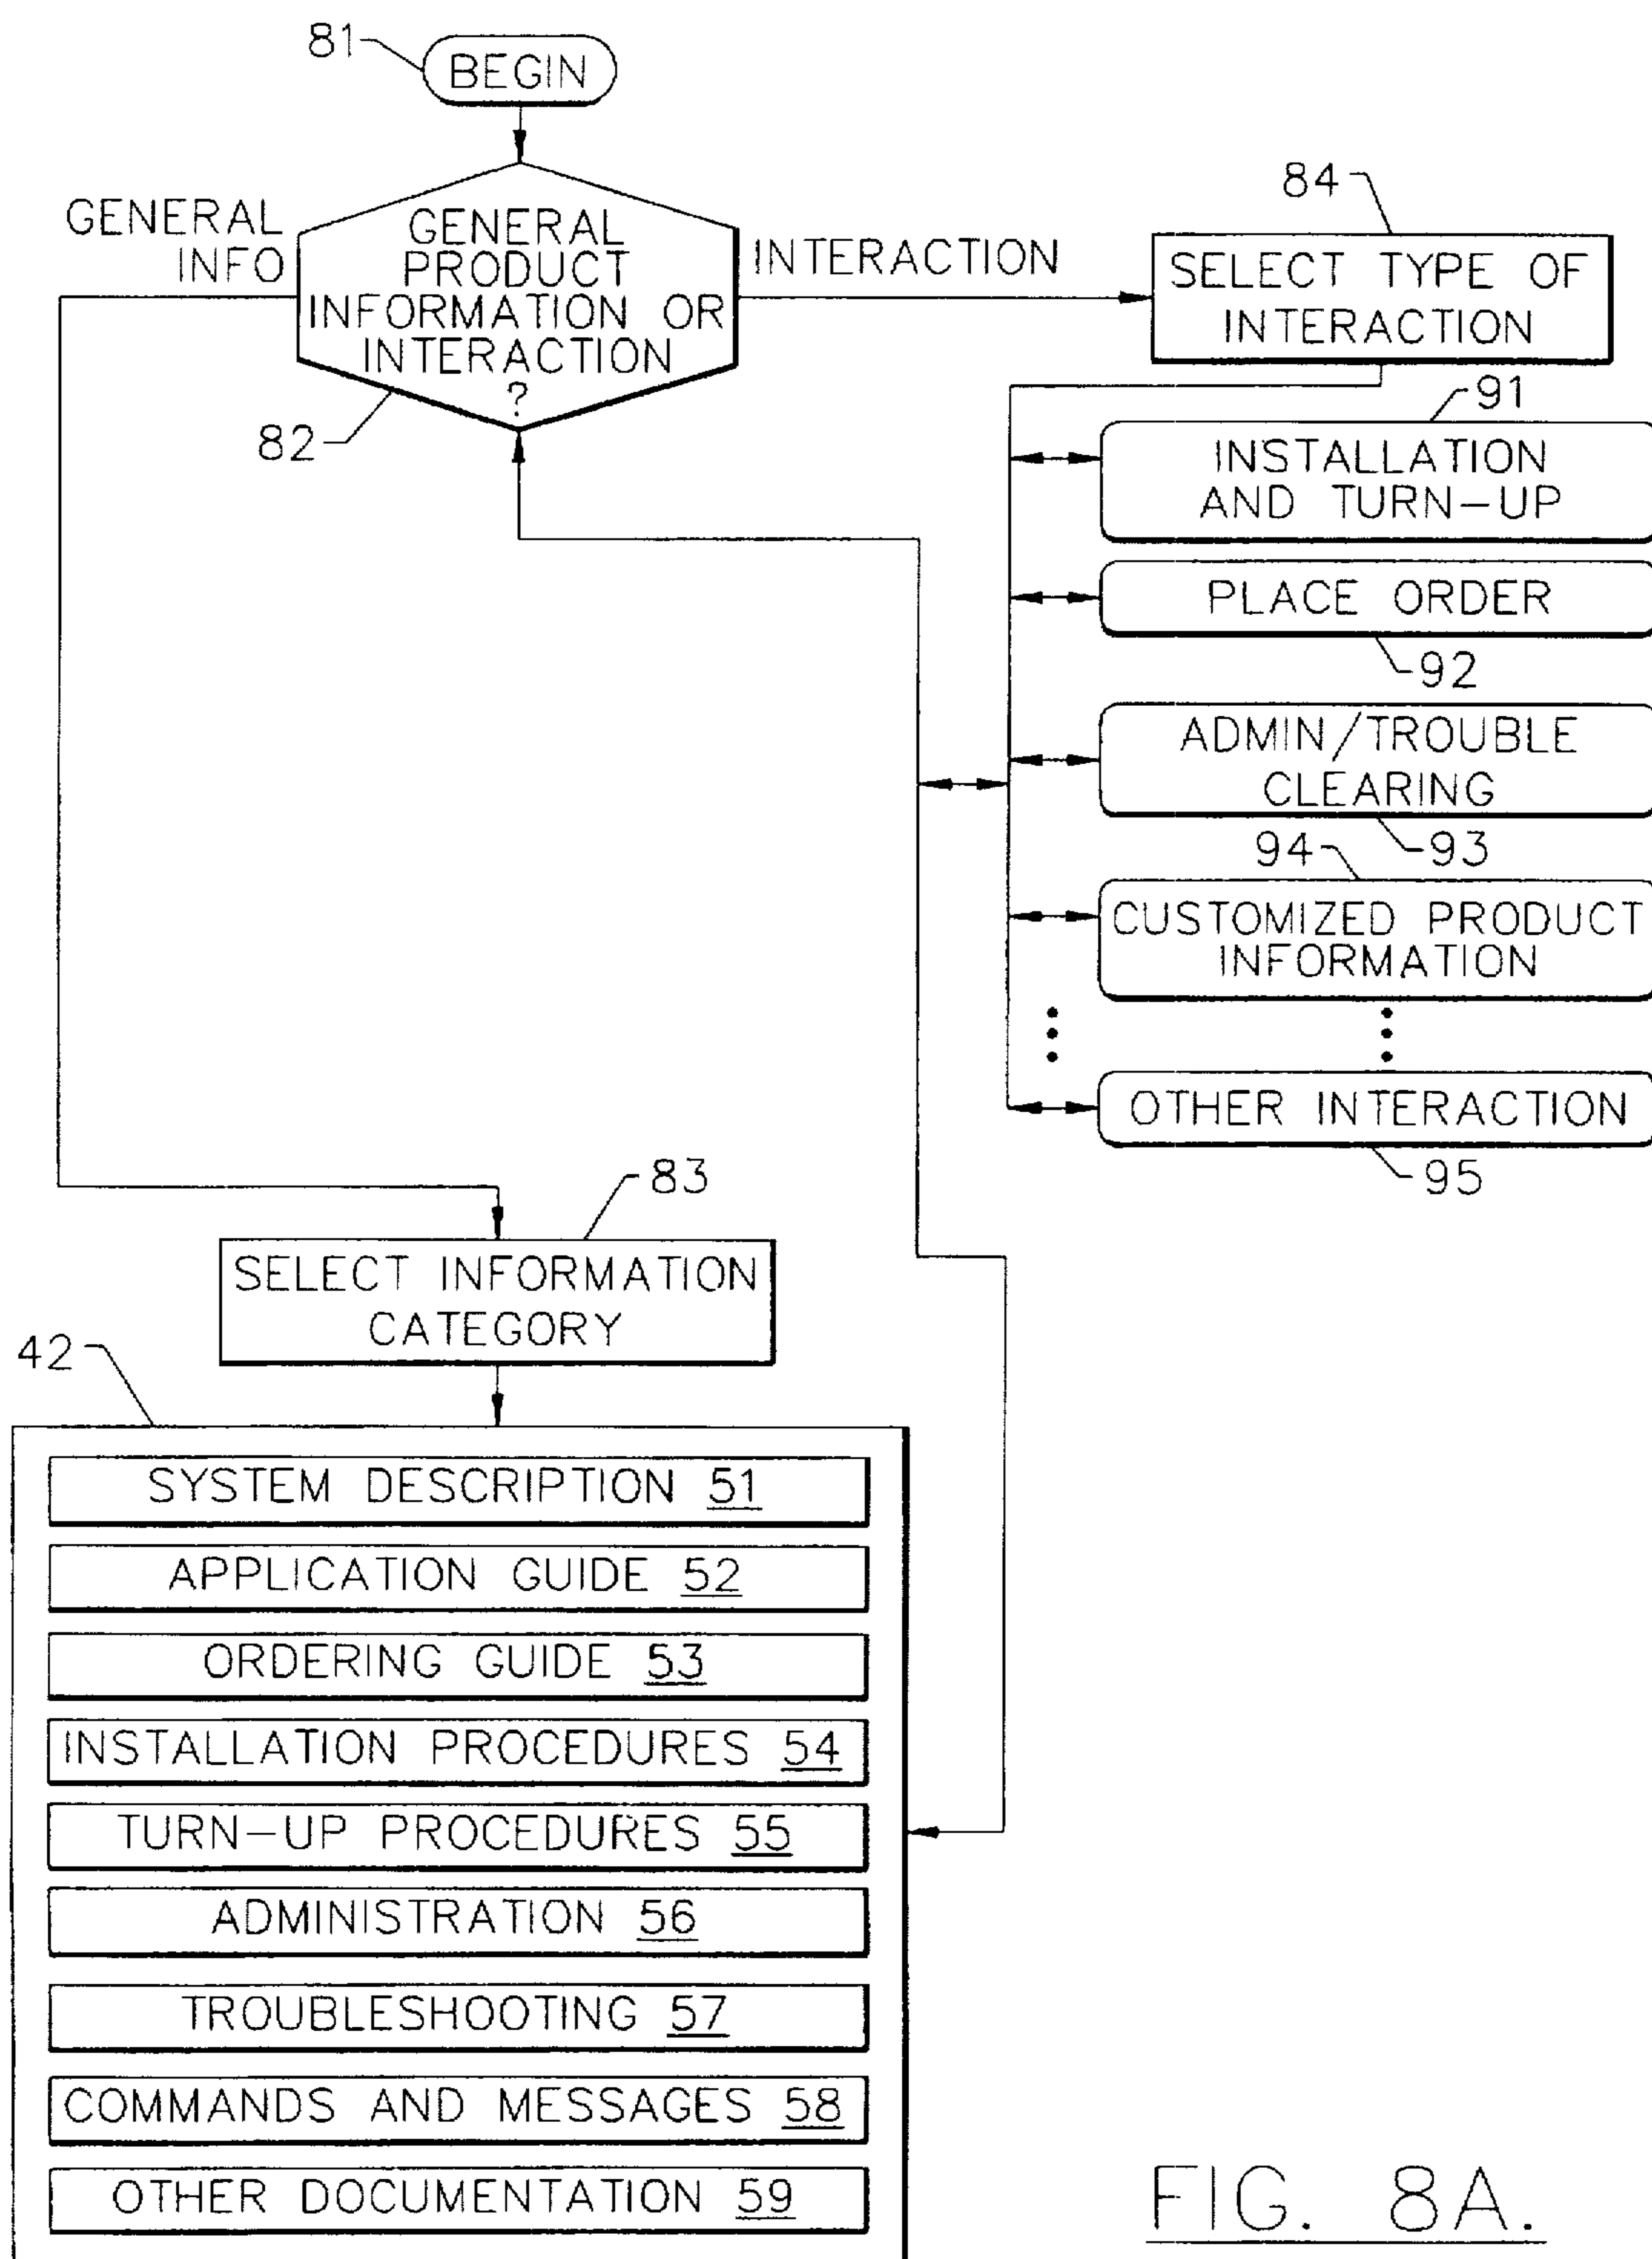 81
BEGIN
84
GENERAL
INFO
GENERAL
PRODUCT
INFORMATION OR
INTERACTION
?
82
INTERACTION
SELECT TYPE OF
INTERACTION
91
INSTALLATION
AND TURN-UP
PLACE ORDER
92
ADMIN/TROUBLE
CLEARING
93
94
CUSTOMIZED PRODUCT
INFORMATION
OTHER INTERACTION
95
83
SELECT INFORMATION
CATEGORY
42
SYSTEM DESCRIPTION 51
APPLICATION GUIDE 52
ORDERING GUIDE 53
INSTALLATION PROCEDURES 54
TURN-UP PROCEDURES 55
ADMINISTRATION 56
TROUBLESHOOTING 57
COMMANDS AND MESSAGES 58
OTHER DOCUMENTATION 59
FIG. 8A.